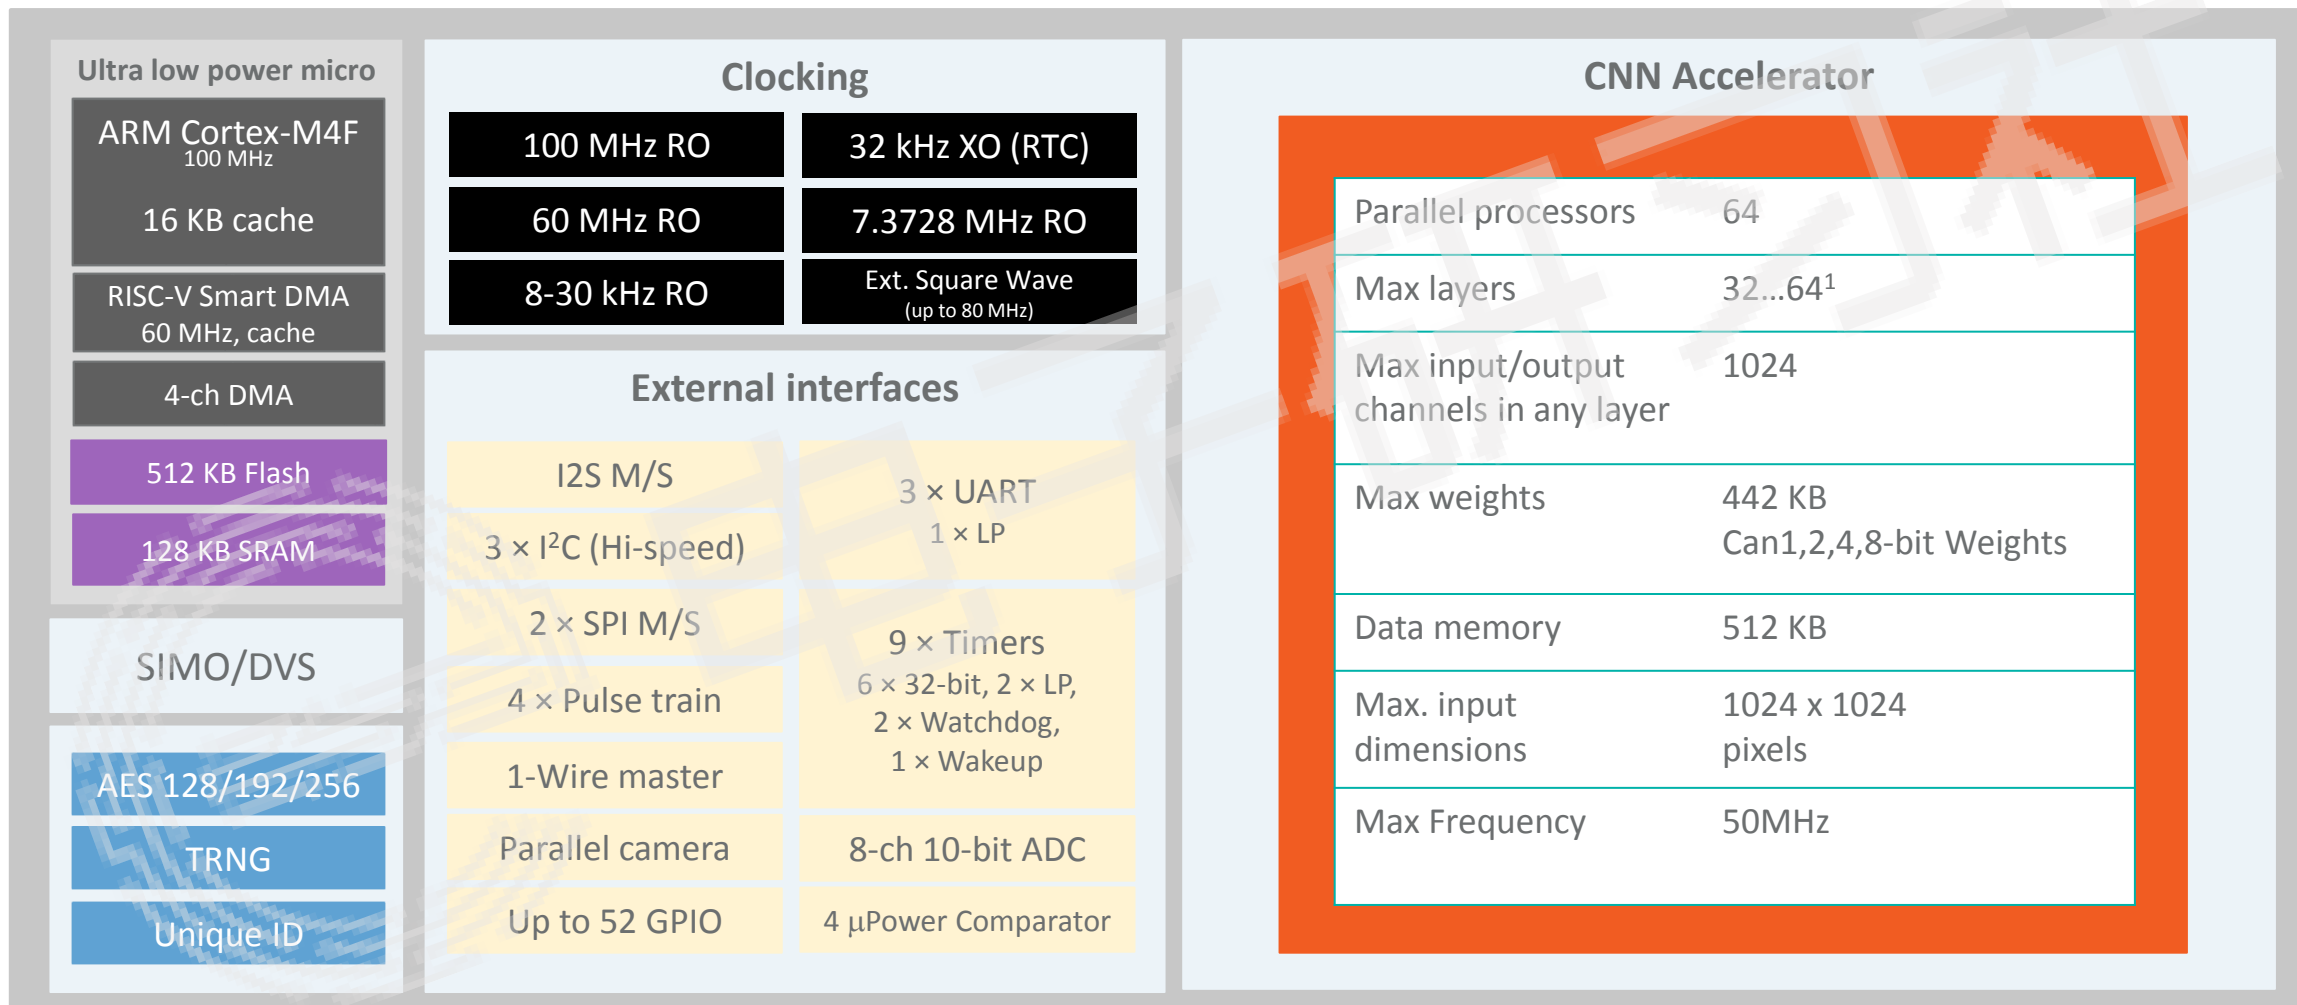 Ultra low power micro
ARM Cortex-M4F
100 MHz
16 KB cache
RISC-V Smart DMA
60 MHz, cache
4-ch DMA
512 KB Flash
128 KB SRAM
SIMO/DVS
AES 128/192/256
TRNG
Unique ID
Clocking
100 MHz RO
32 kHz XO (RTC)
60 MHz RO
7.3728 MHz RO
8-30 kHz RO
Ext. Square Wave
(up to 80 MHz)
External interfaces
I2S M/S
3 × I²C (Hi-speed)
2 × SPI M/S
4 × Pulse train
1-Wire master
Parallel camera
Up to 52 GPIO
3 × UART
1 × LP
9 × Timers
6 × 32-bit, 2 × LP,
2 × Watchdog,
1 × Wakeup
8-ch 10-bit ADC
4 μPower Comparator
CNN Accelerator
Parallel processors 64
Max layers 32...64¹
Max input/output 1024
channels in any layer
Max weights 442 KB
Can1,2,4,8-bit Weights
Data memory 512 KB
Max. input 1024 x 1024
dimensions pixels
Max Frequency 50MHz
电子研习社